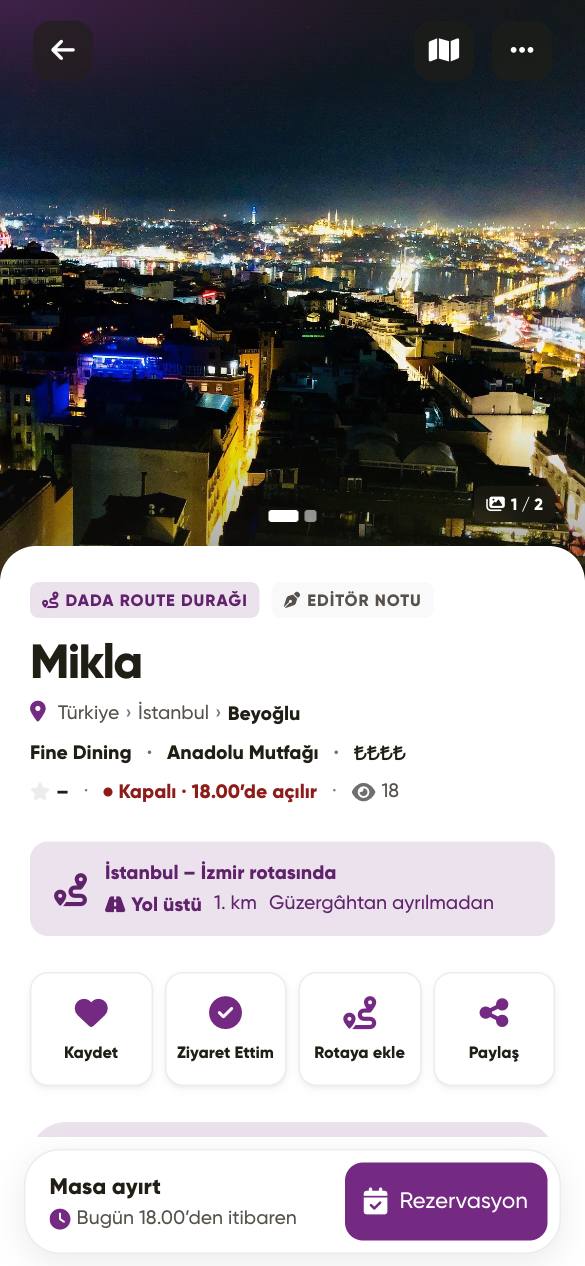 1 / 2
DADA ROUTE DURAĞI
EDİTÖR NOTU
Mikla
Türkiye › İstanbul › Beyoğlu
Fine Dining · Anadolu Mutfağı · ₺₺₺₺
– · Kapalı · 18.00’de açılır · 18
İstanbul – İzmir rotasında
Yol üstü 1. km Güzergâhtan ayrılmadan
Kaydet
Ziyaret Ettim
Rotaya ekle
Paylaş
Masa ayırt
Bugün 18.00’den itibaren
Rezervasyon